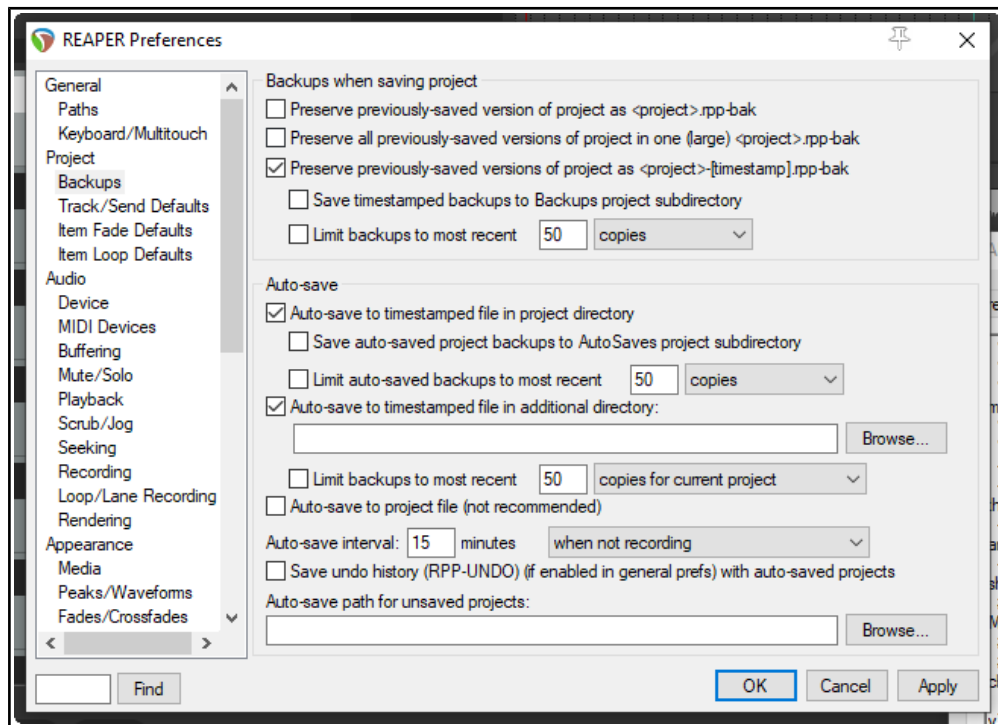 REAPER Preferences
General
Paths
Keyboard/Multitouch
Project
Backups
Track/Send Defaults
Item Fade Defaults
Item Loop Defaults
Audio
Device
MIDI Devices
Buffering
Mute/Solo
Playback
Scrub/Jog
Seeking
Recording
Loop/Lane Recording
Rendering
Appearance
Media
Peaks/Waveforms
Fades/Crossfades
Find
Backups when saving project
Preserve previously-saved version of project as <project>.rpp-bak
Preserve all previously-saved versions of project in one (large) <project>.rpp-bak
Preserve previously-saved versions of project as <project>-[timestamp].rpp-bak
Save timestamped backups to Backups project subdirectory
Limit backups to most recent 50 copies
Auto-save
Auto-save to timestamped file in project directory
Save auto-saved project backups to AutoSaves project subdirectory
Limit auto-saved backups to most recent 50 copies
Auto-save to timestamped file in additional directory:
Browse...
Limit backups to most recent 50 copies for current project
Auto-save to project file (not recommended)
Auto-save interval: 15 minutes when not recording
Save undo history (RPP-UNDO) (if enabled in general prefs) with auto-saved projects
Auto-save path for unsaved projects:
Browse...
OK Cancel Apply